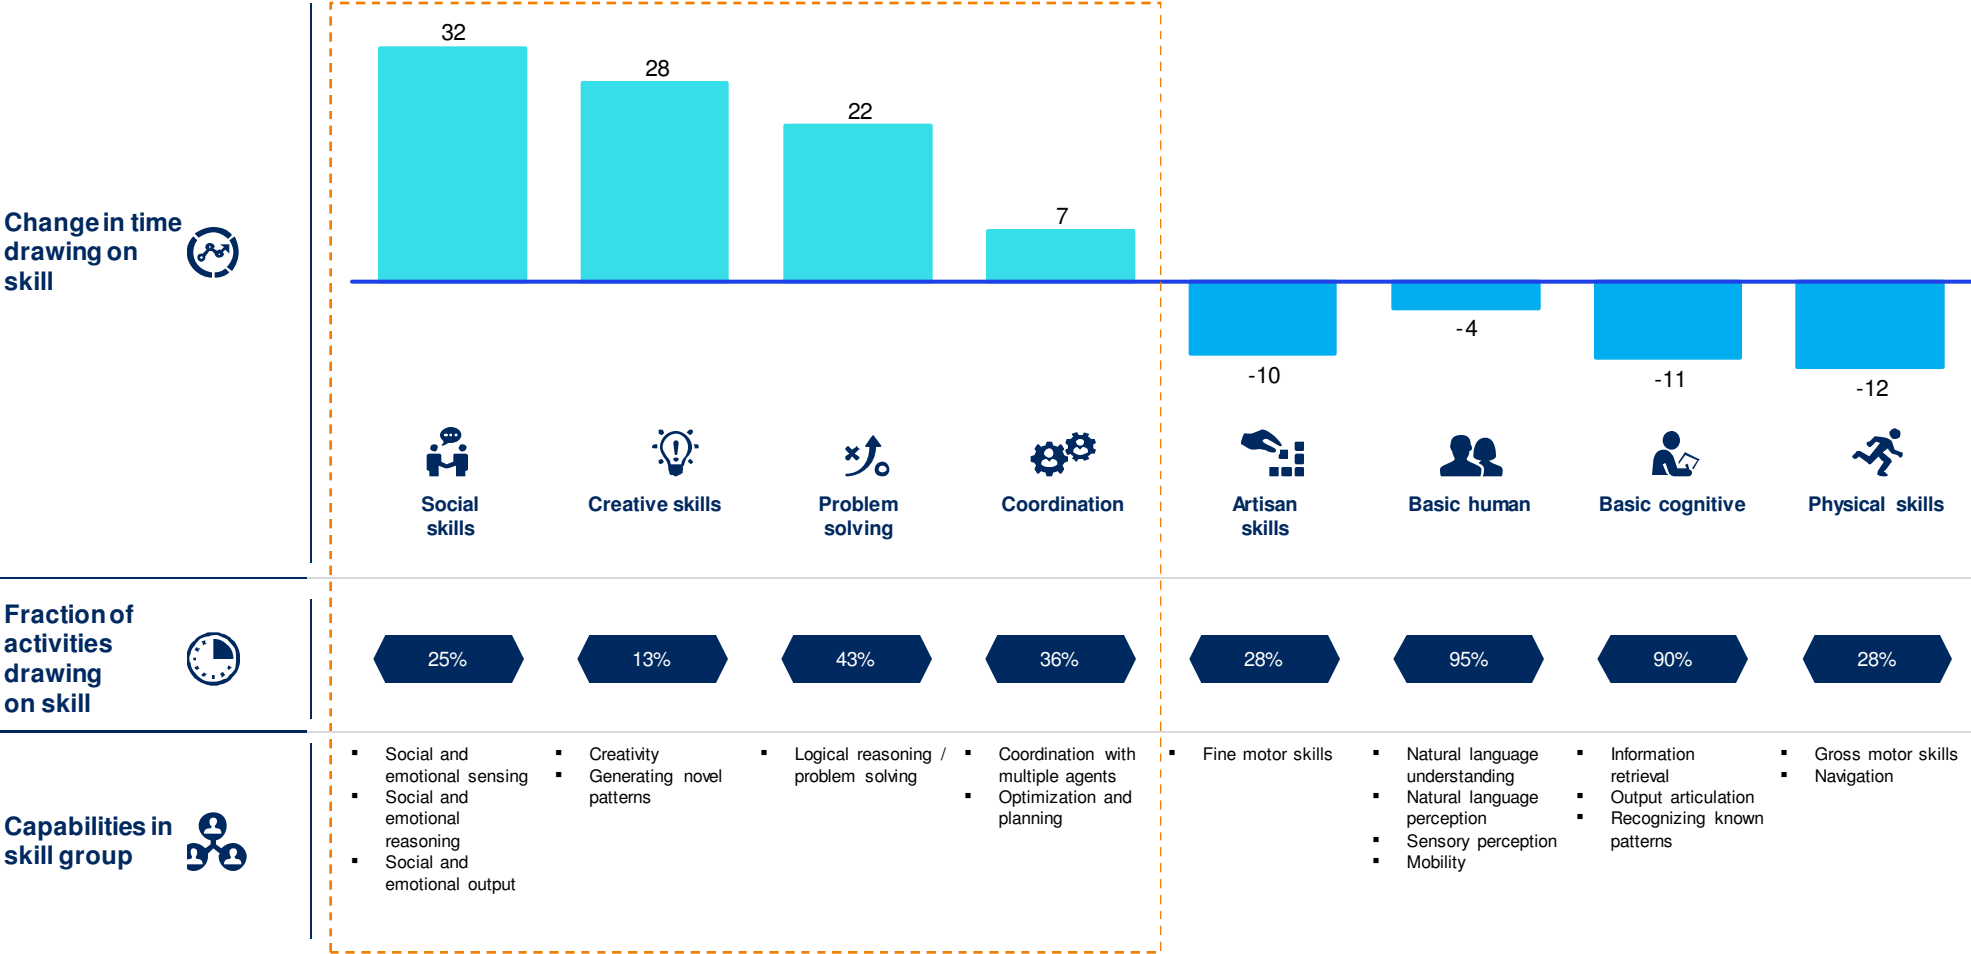 32
28
22
7
-10
-4
-11
-12
Change in time
drawing on
skill
Social
skills
Creative skills
Problem
solving
Coordination
Artisan
skills
Basic human
Basic cognitive
Physical skills
Fraction of
activities
drawing
on skill
25%
13%
43%
36%
28%
95%
90%
28%
Capabilities in
skill group
▪ Social and
emotional sensing
▪ Social and
emotional
reasoning
▪ Social and
emotional output
▪ Creativity
▪ Generating novel
patterns
▪ Logical reasoning /
problem solving
▪ Coordination with
multiple agents
▪ Optimization and
planning
▪ Fine motor skills
▪ Natural language
understanding
▪ Natural language
perception
▪ Sensory perception
▪ Mobility
▪ Information
retrieval
▪ Output articulation
▪ Recognizing known
patterns
▪ Gross motor skills
▪ Navigation